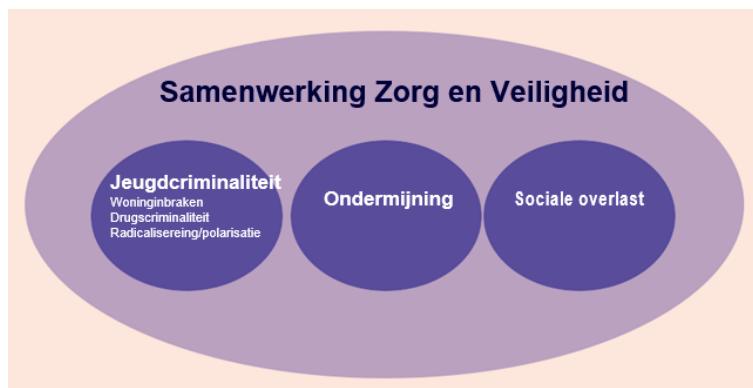 Samenwerking Zorg en Veiligheid
Jeugdcriminaliteit
Woninginbraken
Drugscriminaliteit
Radicalisereing/polarisatie
Ondermijning
Sociale overlast